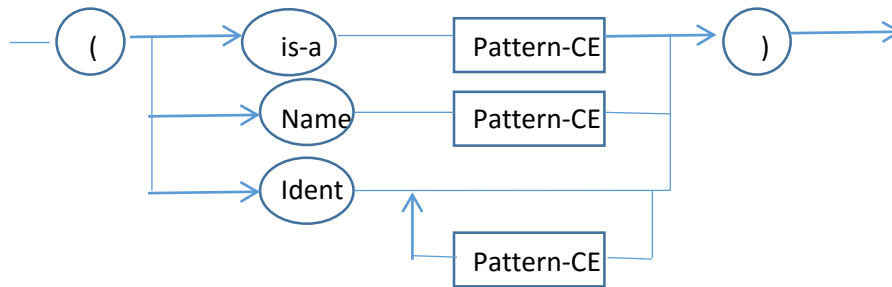 ( is-a Pattern-CE )
Name Pattern-CE
Ident
Pattern-CE